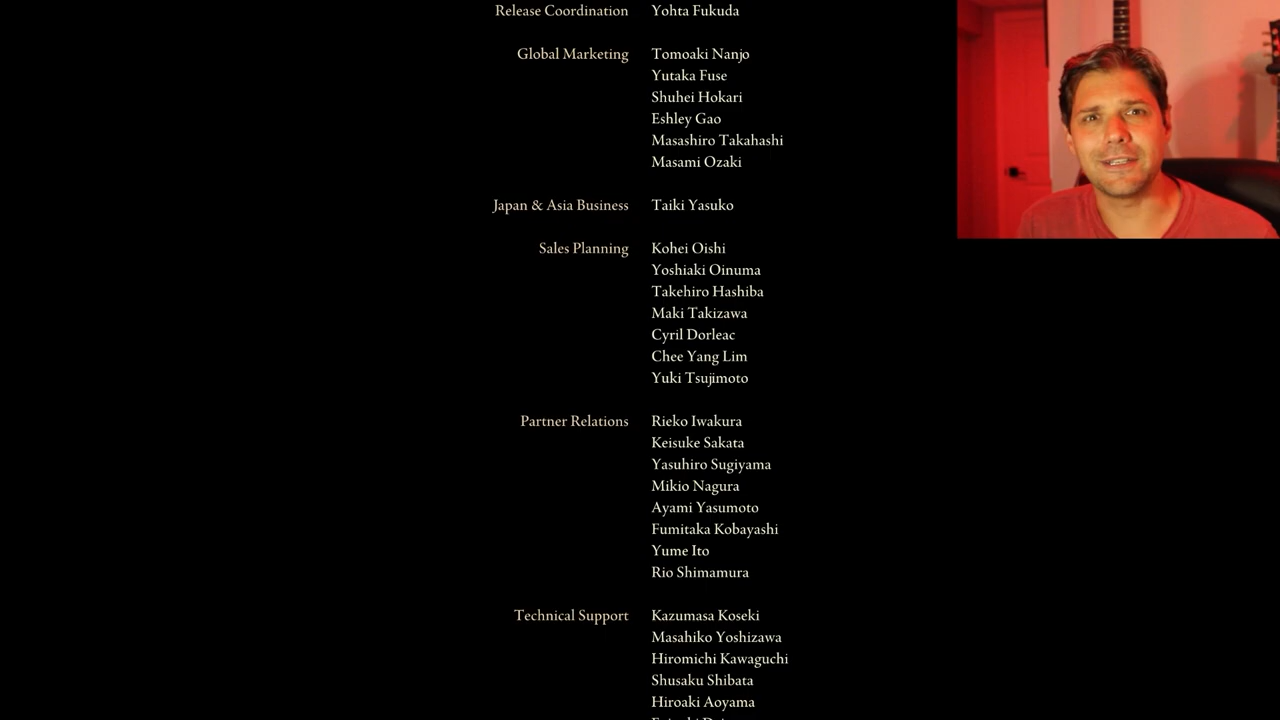 Release Coordination Yohta Fukuda
Global Marketing Tomoaki Nanjo
Yutaka Fuse
Shuhei Hokari
Eshley Gao
Masashiro Takahashi
Masami Ozaki
Japan & Asia Business Taiki Yasuko
Sales Planning Kohei Oishi
Yoshiaki Oinuma
Takehiro Hashiba
Maki Takizawa
Cyril Dorleac
Chee Yang Lim
Yuki Tsujimoto
Partner Relations Rieko Iwakura
Keisuke Sakata
Yasuhiro Sugiyama
Mikio Nagura
Ayami Yasumoto
Fumitaka Kobayashi
Yume Ito
Rio Shimamura
Technical Support Kazumasa Koseki
Masahiko Yoshizawa
Hiromichi Kawaguchi
Shusaku Shibata
Hiroaki Aoyama